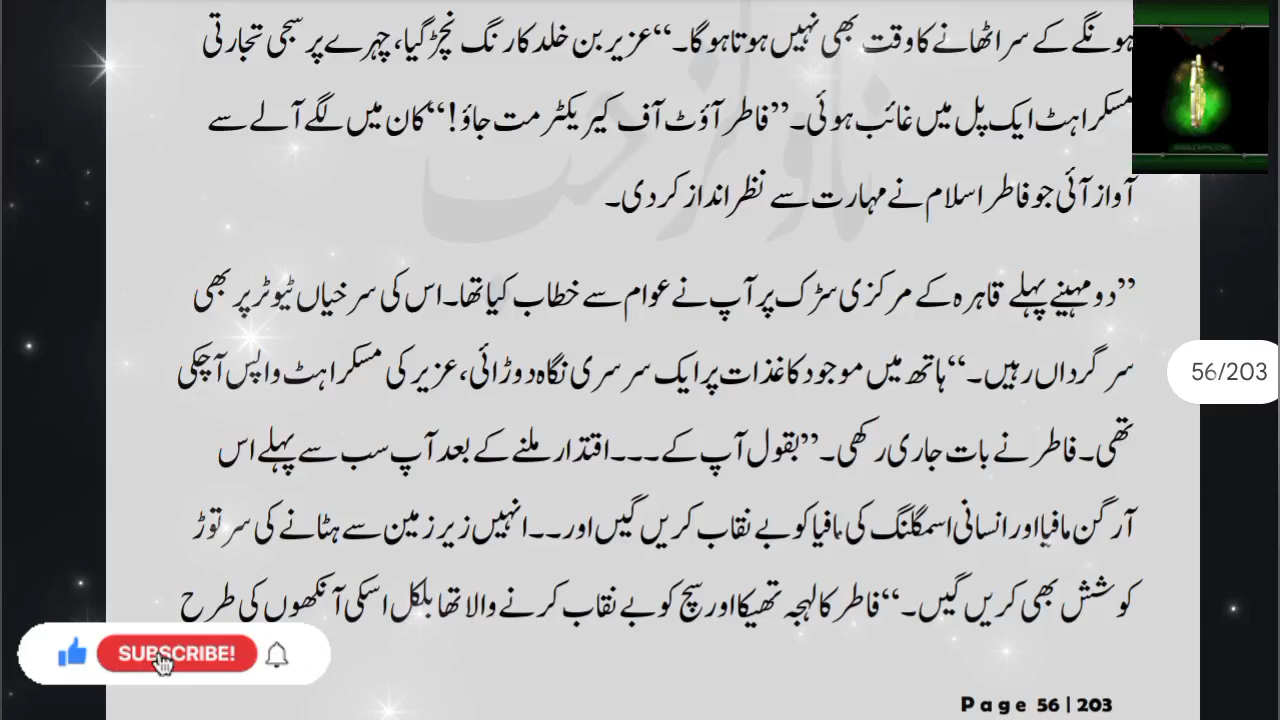 ہونگے کے سر اٹھانے کا وقت بھی نہیں ہوتا ہو گا۔“ عزیر بن خلد کا رنگ نچڑ گیا، چہرے پر سجی تجارتی
مسکراہٹ ایک پل میں غائب ہوئی۔ ”فاطر آؤٹ آف کیریکٹر مت جاؤ!“ کان میں لگے آلے سے
آواز آئی جو فاطر اسلام نے مہارت سے نظر انداز کر دی۔
”دو مہینے پہلے قاہرہ کے مرکزی سڑک پر آپ نے عوام سے خطاب کیا تھا۔ اس کی سرخیاں ٹیوٹر پر بھی
سر گرداں رہیں۔“ ہاتھ میں موجود کاغذات پر ایک سرسری نگاہ دوڑائی، عزیر کی مسکراہٹ واپس آچکی
تھی۔ فاطر نے بات جاری رکھی۔ ”بقول آپ کے ۔۔۔ اقتدار ملنے کے بعد آپ سب سے پہلے اس
آرگن مافیا اور انسانی اسمگلنگ کی مافیا کو بے نقاب کریں گیں اور۔۔ انہیں زیر زمین سے ہٹانے کی سر توڑ
کوشش بھی کریں گیں۔“ فاطر کا لہجہ تھیکا اور سچ کو بے نقاب کرنے والا تھا بلکل اسکی آنکھوں کی طرح
56/203
SUBSCRIBE!
Page 56 | 203